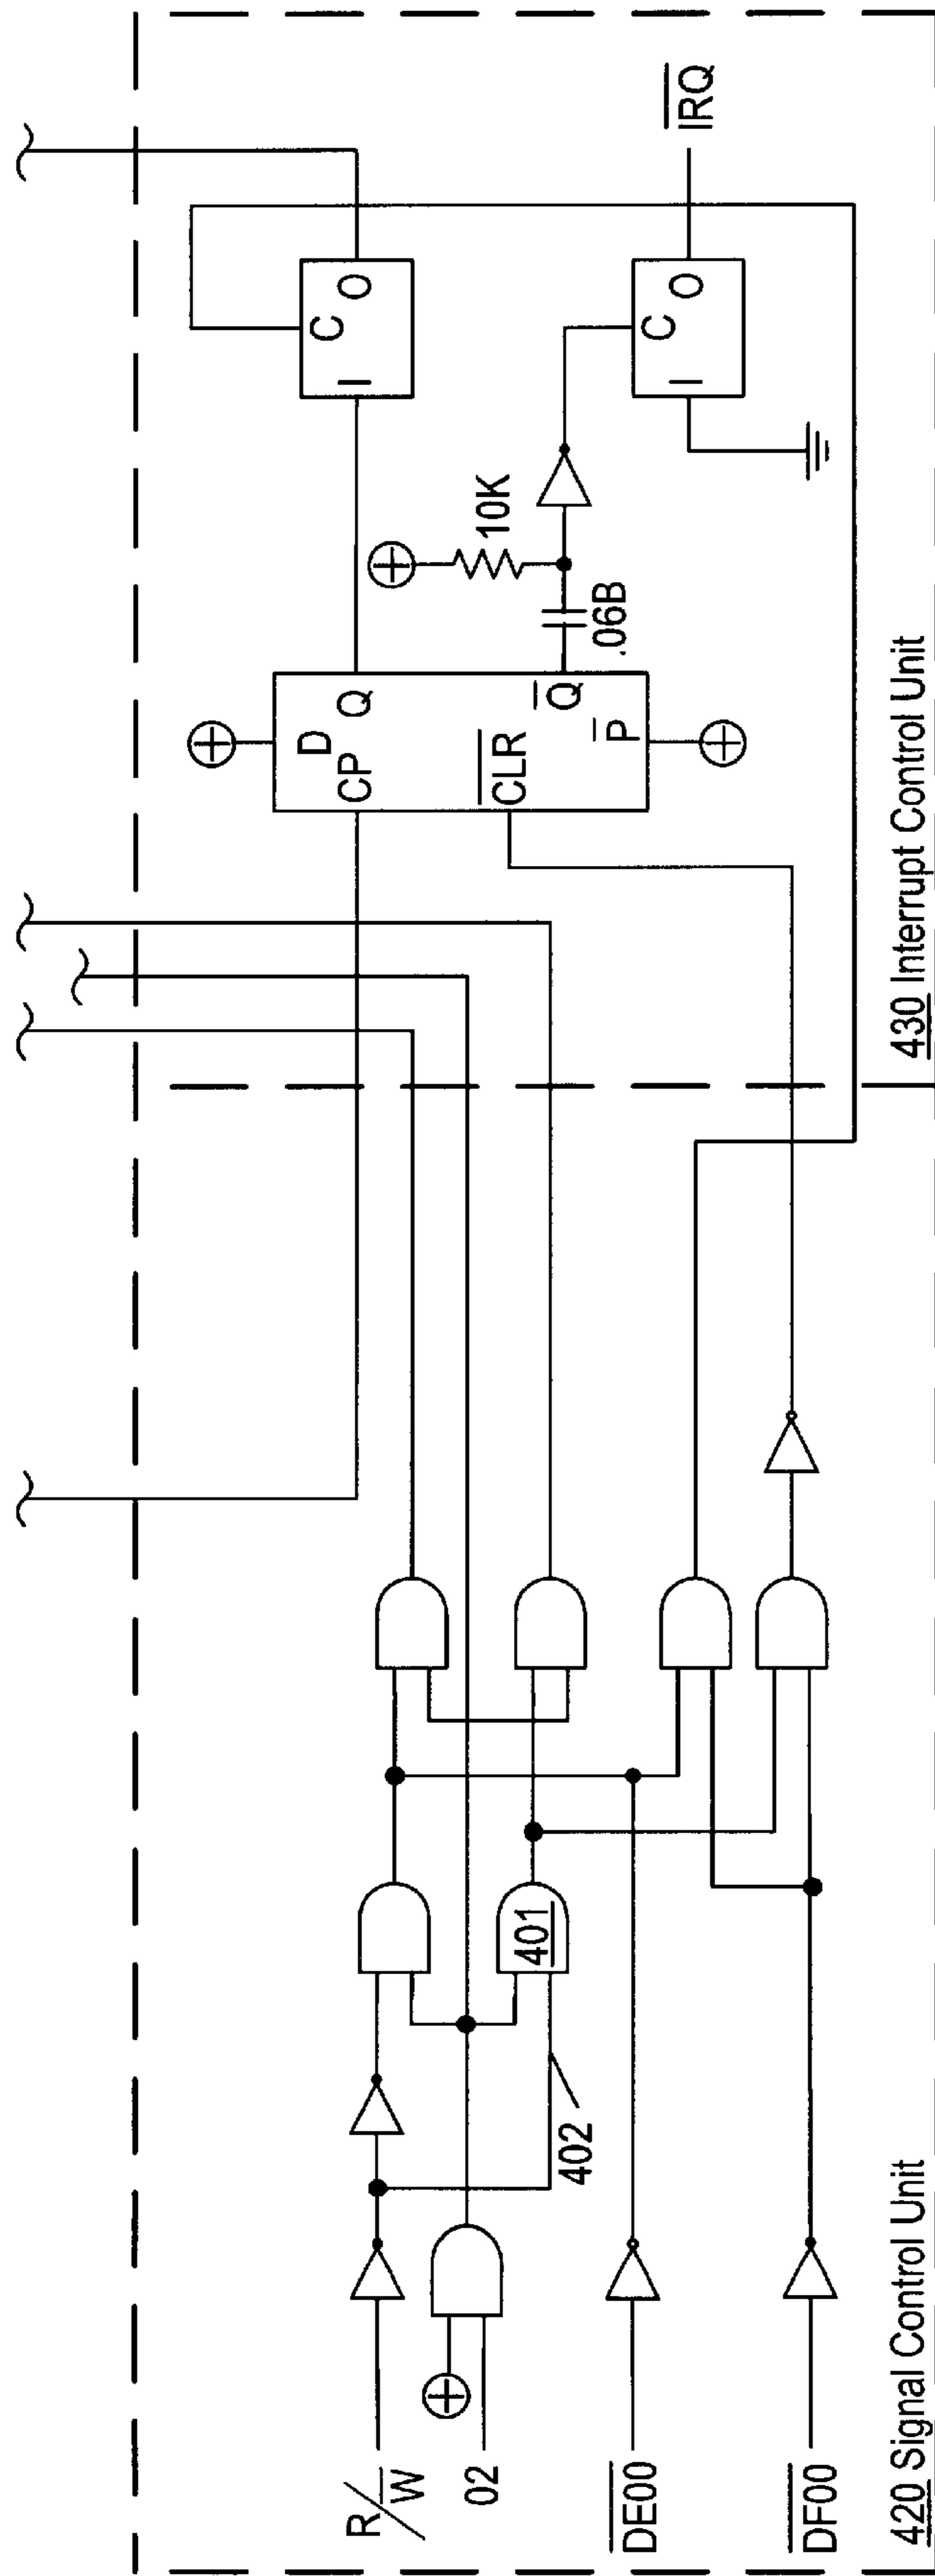 R/W
02
DE00
DF00
402
401
420 Signal Control Unit
D
CP Q
CLR
Q
P
.06B
10K
C
I O
C
I O
IRQ
430 Interrupt Control Unit